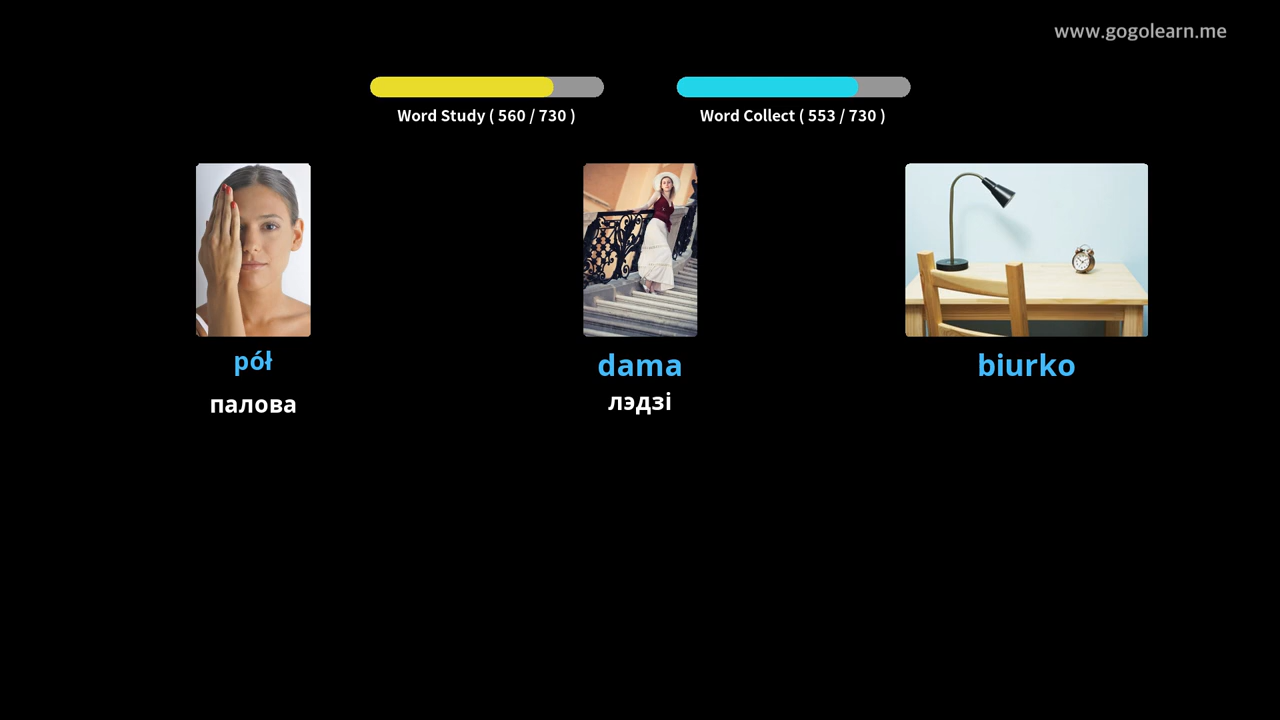 www.gogolearn.me
Word Study ( 560 / 730 )
Word Collect ( 553 / 730 )
pół
dama
biurko
палова
лэдзі